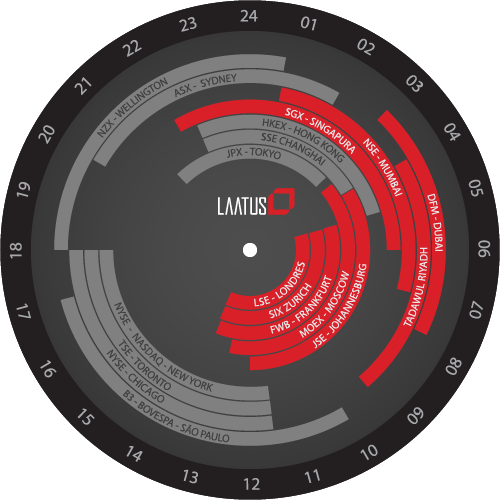 24
01
02
03
04
05
06
07
08
09
10
11
12
13
14
15
16
17
18
19
20
21
22
23
NZX - WELLINGTON
ASX - SYDNEY
SGX - SINGAPURA
HKEX - HONG KONG
SSE CHANGHAI
JPX - TOKYO
NSE - MUMBAI
DFM - DUBAI
TADAWUL RIYADH
LAATUS
LSE - LONDRES
SIX ZURICH
FWB - FRANKFURT
MOEX - MOSCOW
JSE - JOHANNESBURG
NYSE - NASDAQ - NEW YORK
TSE - TORONTO
NYSE - CHICAGO
B3 - BOVESPA - SÃO PAULO